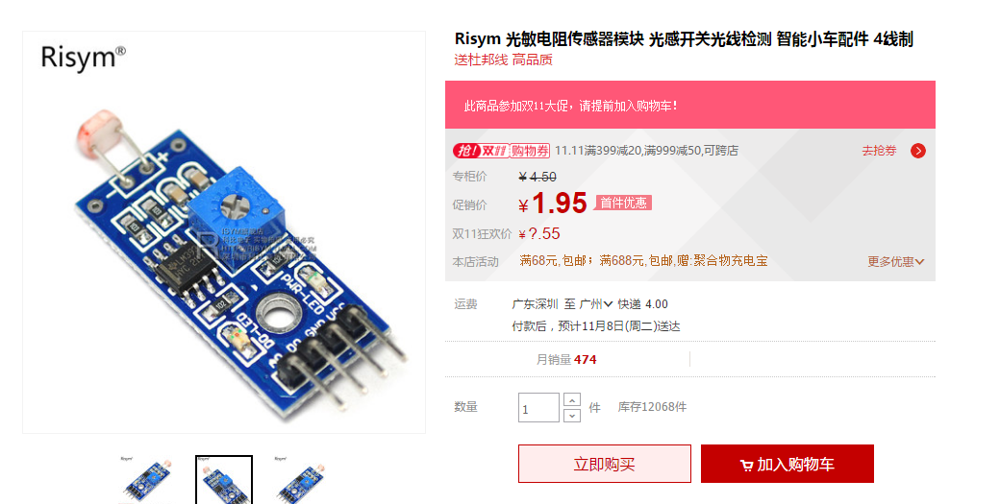 Risym®
Risym 光敏电阻传感器模块 光感开关光线检测 智能小车配件 4线制
送杜邦线 高品质
此商品参加双11大促，请提前加入购物车！
抢！双11 购物券 11.11满399减20,满999减50,可跨店 去抢券
专柜价 ¥ 4.50
促销价 ¥ 1.95 首件优惠
双11狂欢价 ¥ ?.55
本店活动 满68元,包邮；满688元,包邮,赠:聚合物充电宝 更多优惠
运费 广东深圳 至 广州 快递 4.00
付款后，预计11月8日(周二)送达
月销量 474
数量 1 件 库存12068件
立即购买 加入购物车
PWR-LED
DO-LED
AO DO GND VCC